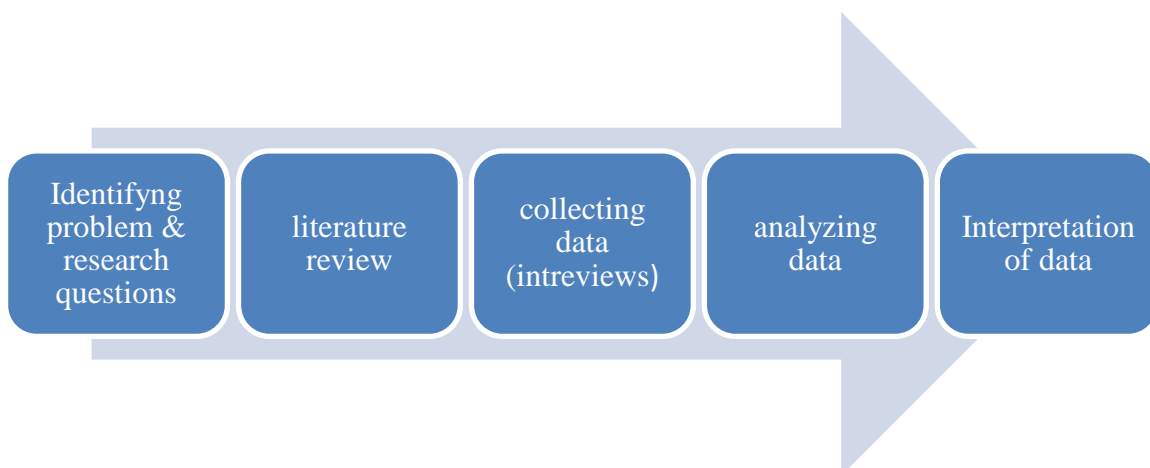 Identifyng
problem &
research
questions
literature
review
collecting
data
(intreviews)
analyzing
data
Interpretation
of data